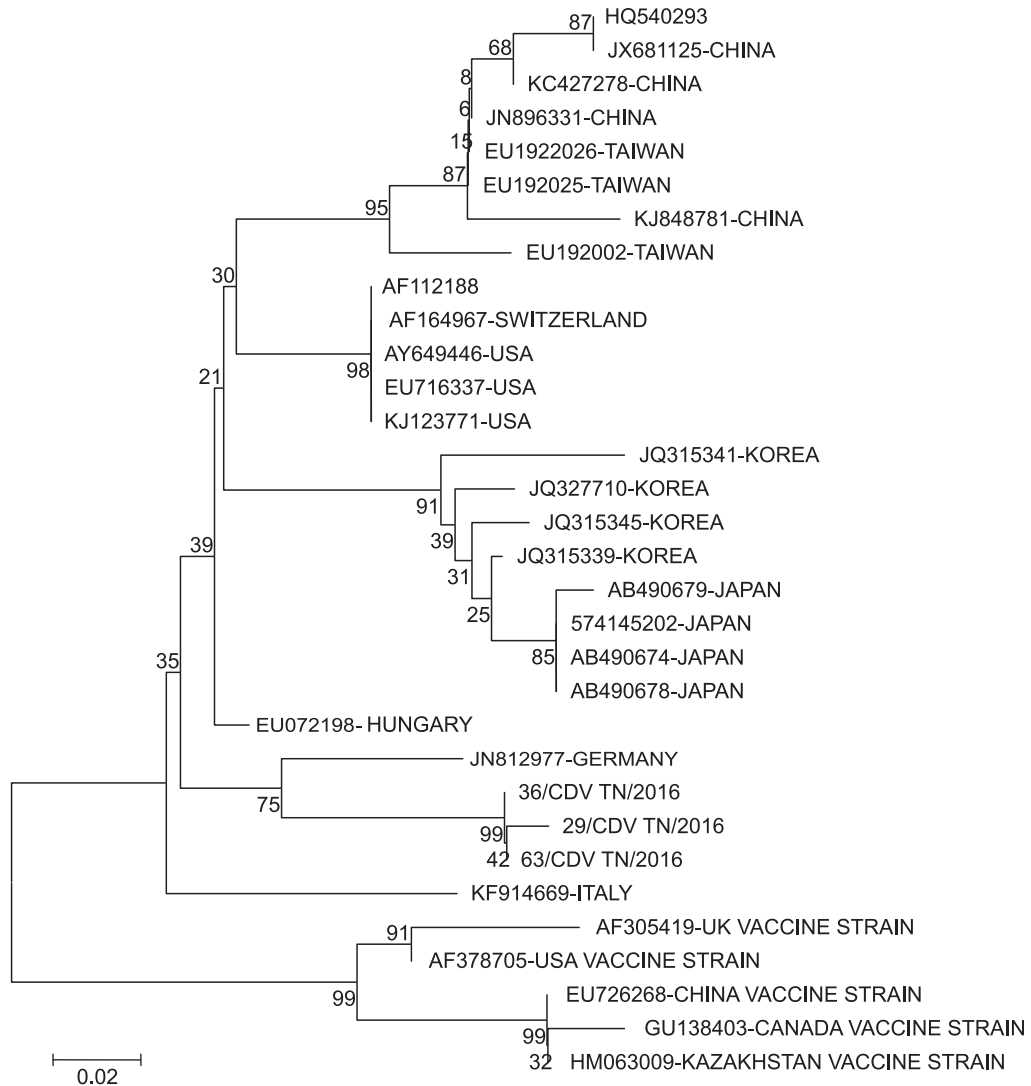 HQ540293
87
JX681125-CHINA
68
KC427278-CHINA
8
6
JN896331-CHINA
15
EU1922026-TAIWAN
87
EU192025-TAIWAN
95
KJ848781-CHINA
EU192002-TAIWAN
30
AF112188
AF164967-SWITZERLAND
AY649446-USA
98
21
EU716337-USA
KJ123771-USA
JQ315341-KOREA
91
JQ327710-KOREA
39
JQ315345-KOREA
39
JQ315339-KOREA
31
AB490679-JAPAN
25
574145202-JAPAN
85
AB490674-JAPAN
35
AB490678-JAPAN
EU072198- HUNGARY
JN812977-GERMANY
75
36/CDV TN/2016
99
29/CDV TN/2016
42
63/CDV TN/2016
KF914669-ITALY
91
AF305419-UK VACCINE STRAIN
AF378705-USA VACCINE STRAIN
99
EU726268-CHINA VACCINE STRAIN
99
GU138403-CANADA VACCINE STRAIN
32
HM063009-KAZAKHSTAN VACCINE STRAIN
0.02